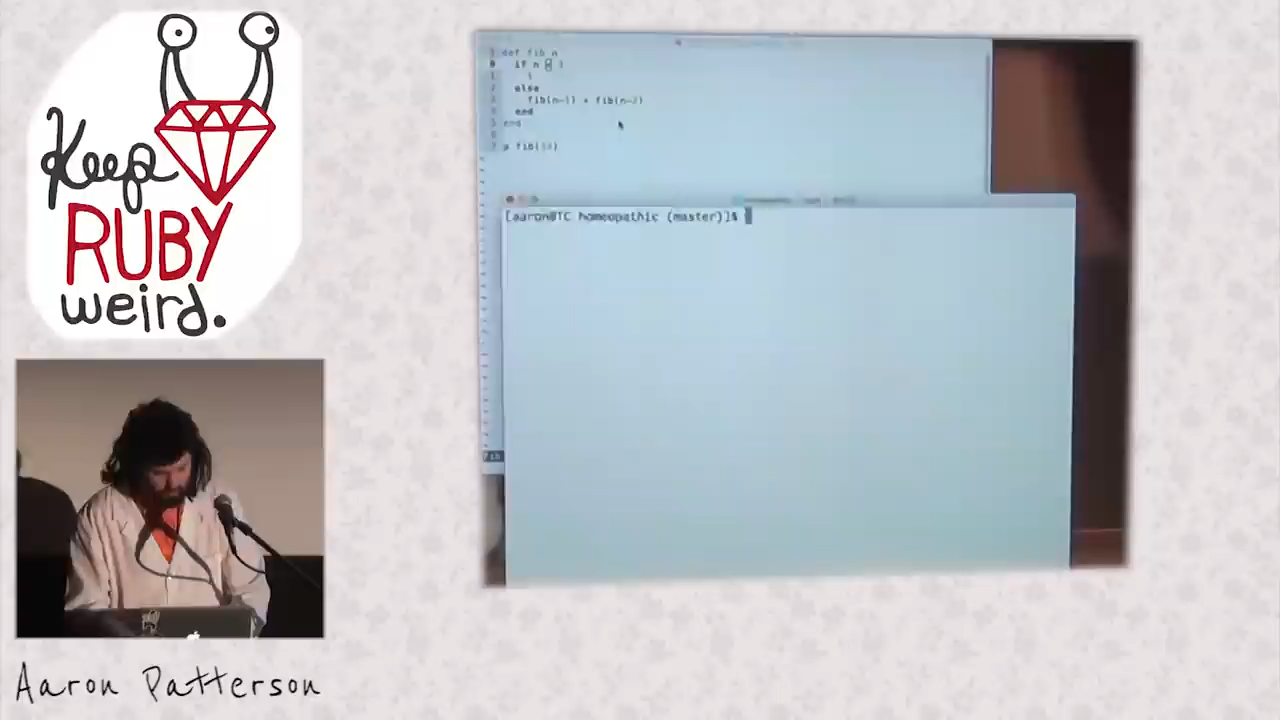 Keep
RUBY
weird.
def fib n
if n
else
fib(n-1) + fib(n-2)
end
end
p fib(
[aaron@TC homeopathic (master)]$
Aaron Patterson